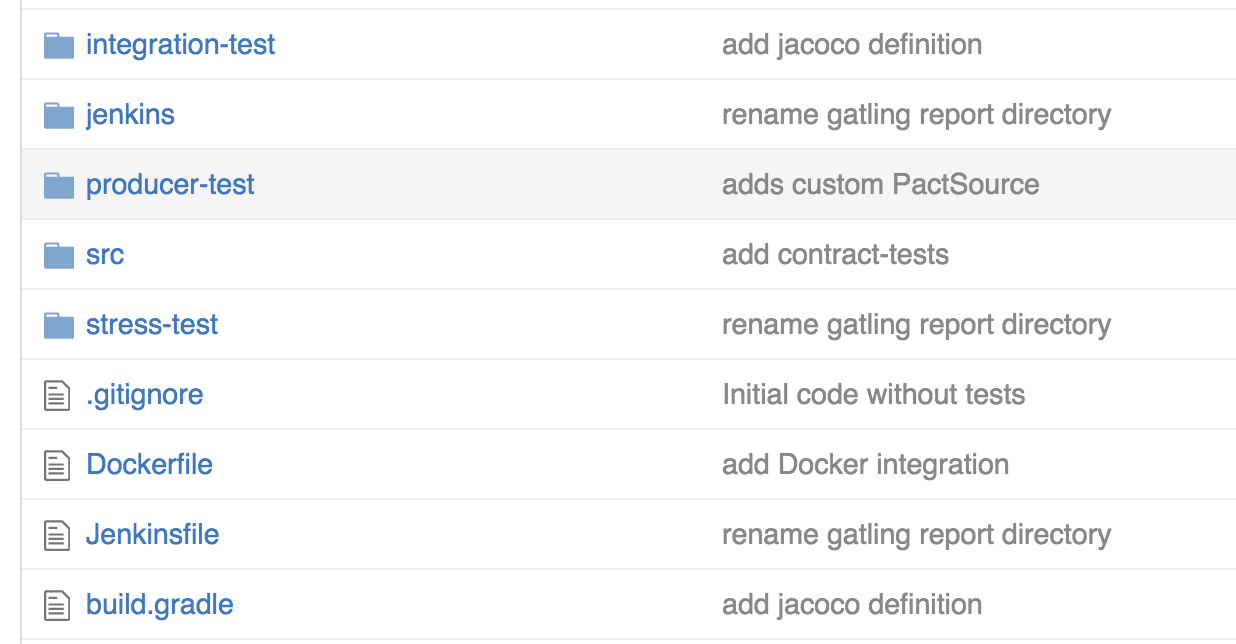 integration-test add jacoco definition
jenkins rename gatling report directory
producer-test adds custom PactSource
src add contract-tests
stress-test rename gatling report directory
.gitignore Initial code without tests
Dockerfile add Docker integration
Jenkinsfile rename gatling report directory
build.gradle add jacoco definition